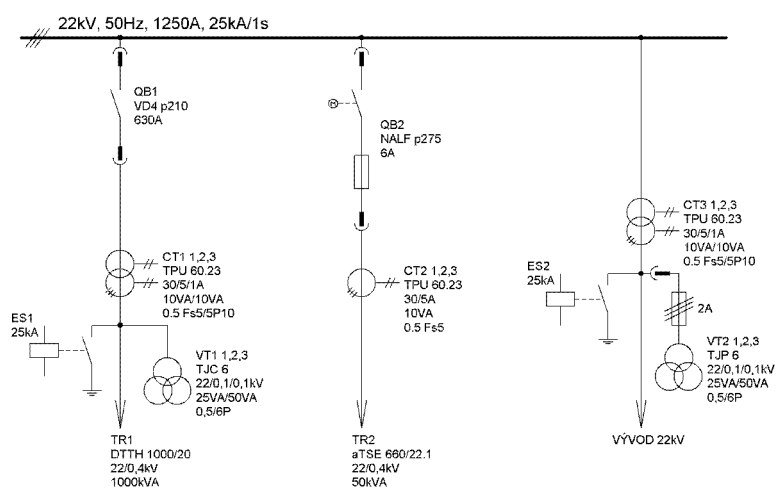 22kV, 50Hz, 1250A, 25kA/1s
QB1
VD4 p210
630A
M
QB2
NALF p275
6A
CT1 1,2,3
TPU 60.23
30/5/1A
10VA/10VA
0.5 Fs5/5P10
CT2 1,2,3
TPU 60.23
30/5A
10VA
0.5 Fs5
CT3 1,2,3
TPU 60.23
30/5/1A
10VA/10VA
0.5 Fs5/5P10
ES1
25kA
ES2
25kA
2A
VT1 1,2,3
TJC 6
22/0,1/0,1kV
25VA/50VA
0,5/6P
VT2 1,2,3
TJP 6
22/0,1/0,1kV
25VA/50VA
0,5/6P
TR1
DTTH 1000/20
22/0,4kV
1000kVA
TR2
aTSE 660/22.1
22/0,4kV
50kVA
VÝVOD 22kV